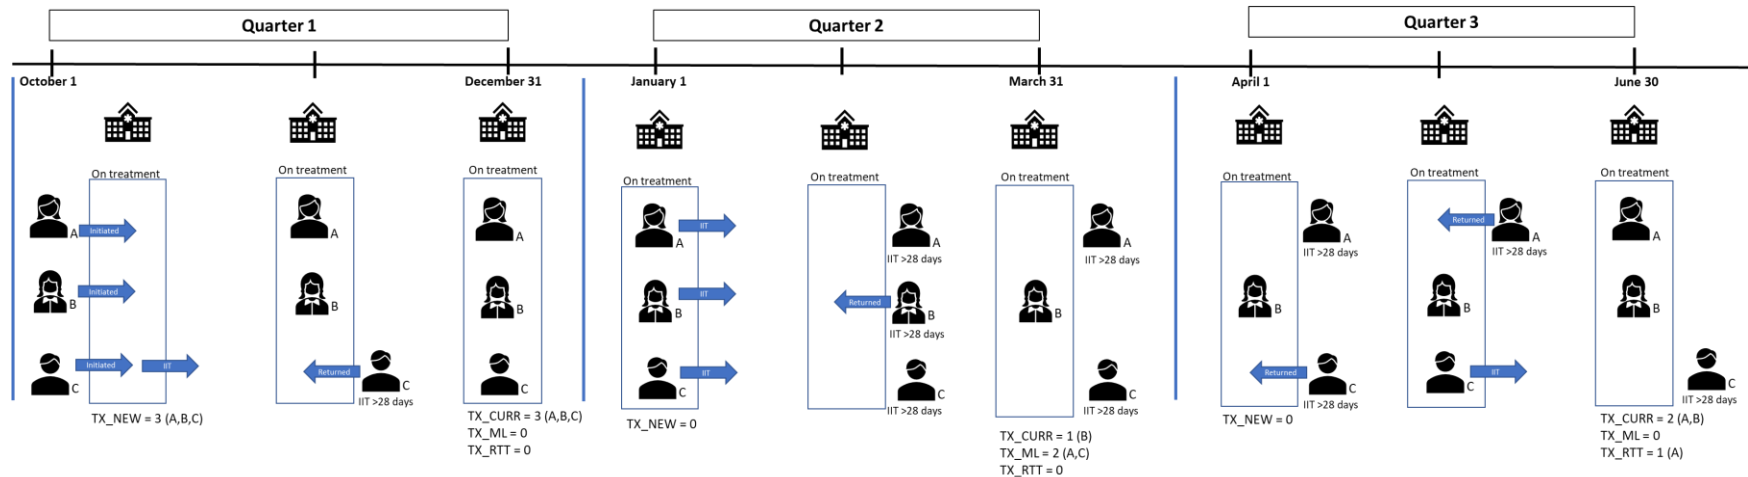 Quarter 1
Quarter 2
Quarter 3
October 1
December 31
January 1
March 31
April 1
June 30
On treatment
On treatment
On treatment
On treatment
On treatment
On treatment
On treatment
On treatment
On treatment
A
Initiated
A
A
A
IIT
A
IIT >28 days
A
IIT >28 days
A
IIT >28 days
Returned
A
IIT >28 days
A
B
Initiated
B
B
B
IIT
Returned
B
IIT >28 days
B
B
B
B
C
Initiated
IIT
Returned
C
IIT >28 days
C
C
IIT
C
IIT >28 days
C
IIT >28 days
Returned
C
IIT >28 days
C
IIT
C
IIT >28 days
TX_NEW = 3 (A,B,C)
TX_CURR = 3 (A,B,C)
TX_ML = 0
TX_RTT = 0
TX_NEW = 0
TX_CURR = 1 (B)
TX_ML = 2 (A,C)
TX_RTT = 0
TX_NEW = 0
TX_CURR = 2 (A,B)
TX_ML = 0
TX_RTT = 1 (A)